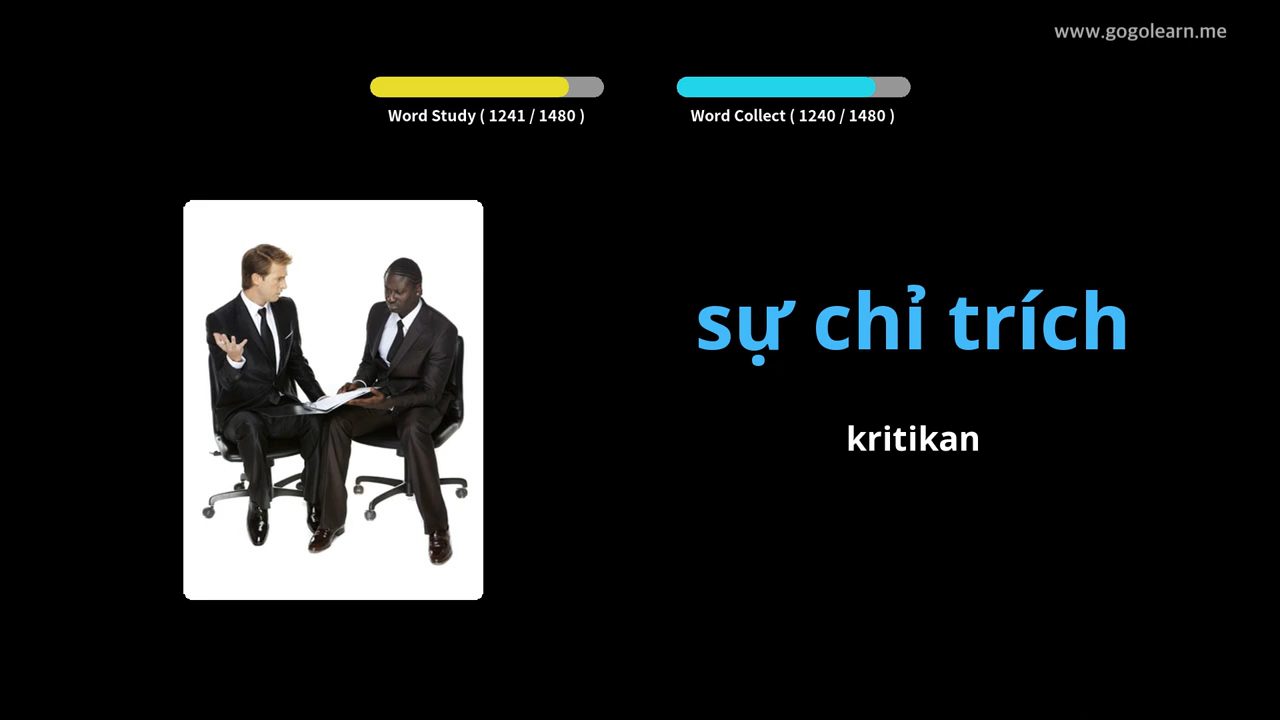 www.gogolearn.me
Word Study ( 1241 / 1480 )
Word Collect ( 1240 / 1480 )
sự chỉ trích
kritikan